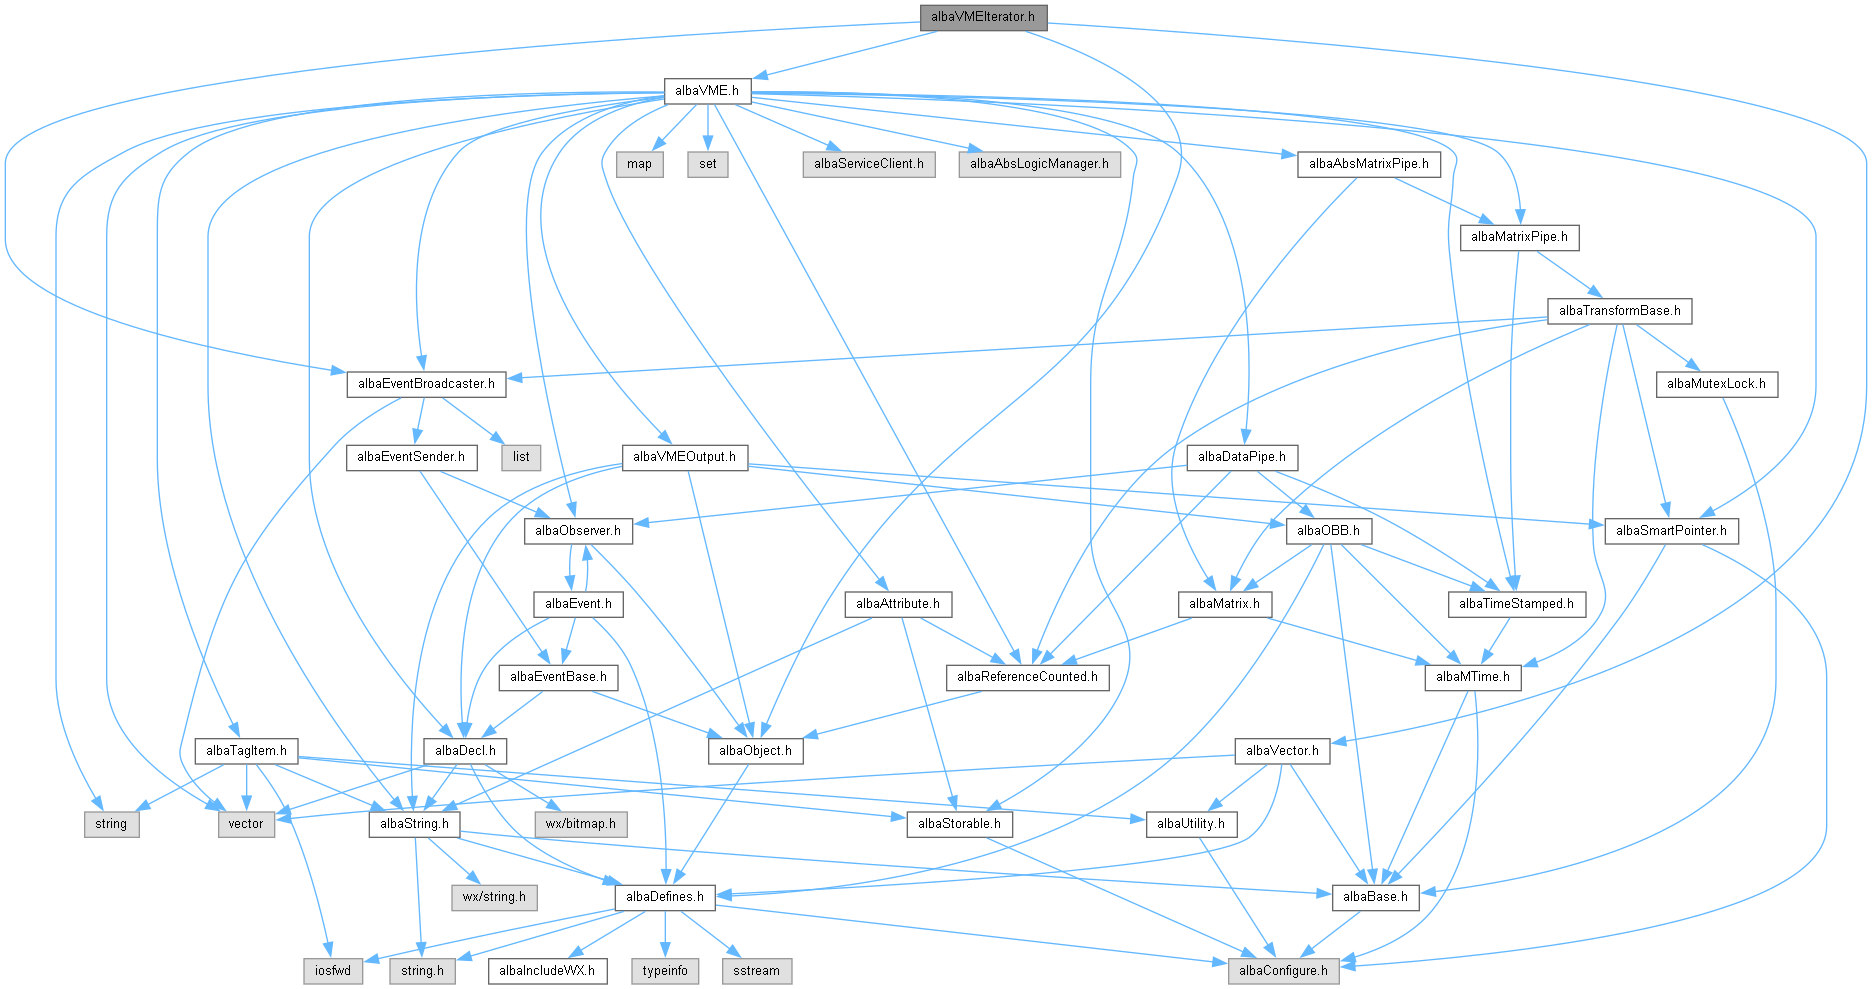 albaVMEIterator.h
albaVME.h
map
set
albaServiceClient.h
albaAbsLogicManager.h
albaAbsMatrixPipe.h
albaMatrixPipe.h
albaTransformBase.h
albaEventBroadcaster.h
albaMutexLock.h
albaEventSender.h
list
albaVMEOutput.h
albaDataPipe.h
albaObserver.h
albaOBB.h
albaSmartPointer.h
albaEvent.h
albaAttribute.h
albaMatrix.h
albaTimeStamped.h
albaEventBase.h
albaReferenceCounted.h
albaMTime.h
albaTagItem.h
albaDecl.h
albaObject.h
albaVector.h
string
vector
albaString.h
wx/bitmap.h
albaStorable.h
albaUtility.h
wx/string.h
albaDefines.h
albaBase.h
iosfwd
string.h
albaIncludeWX.h
typeinfo
sstream
albaConfigure.h